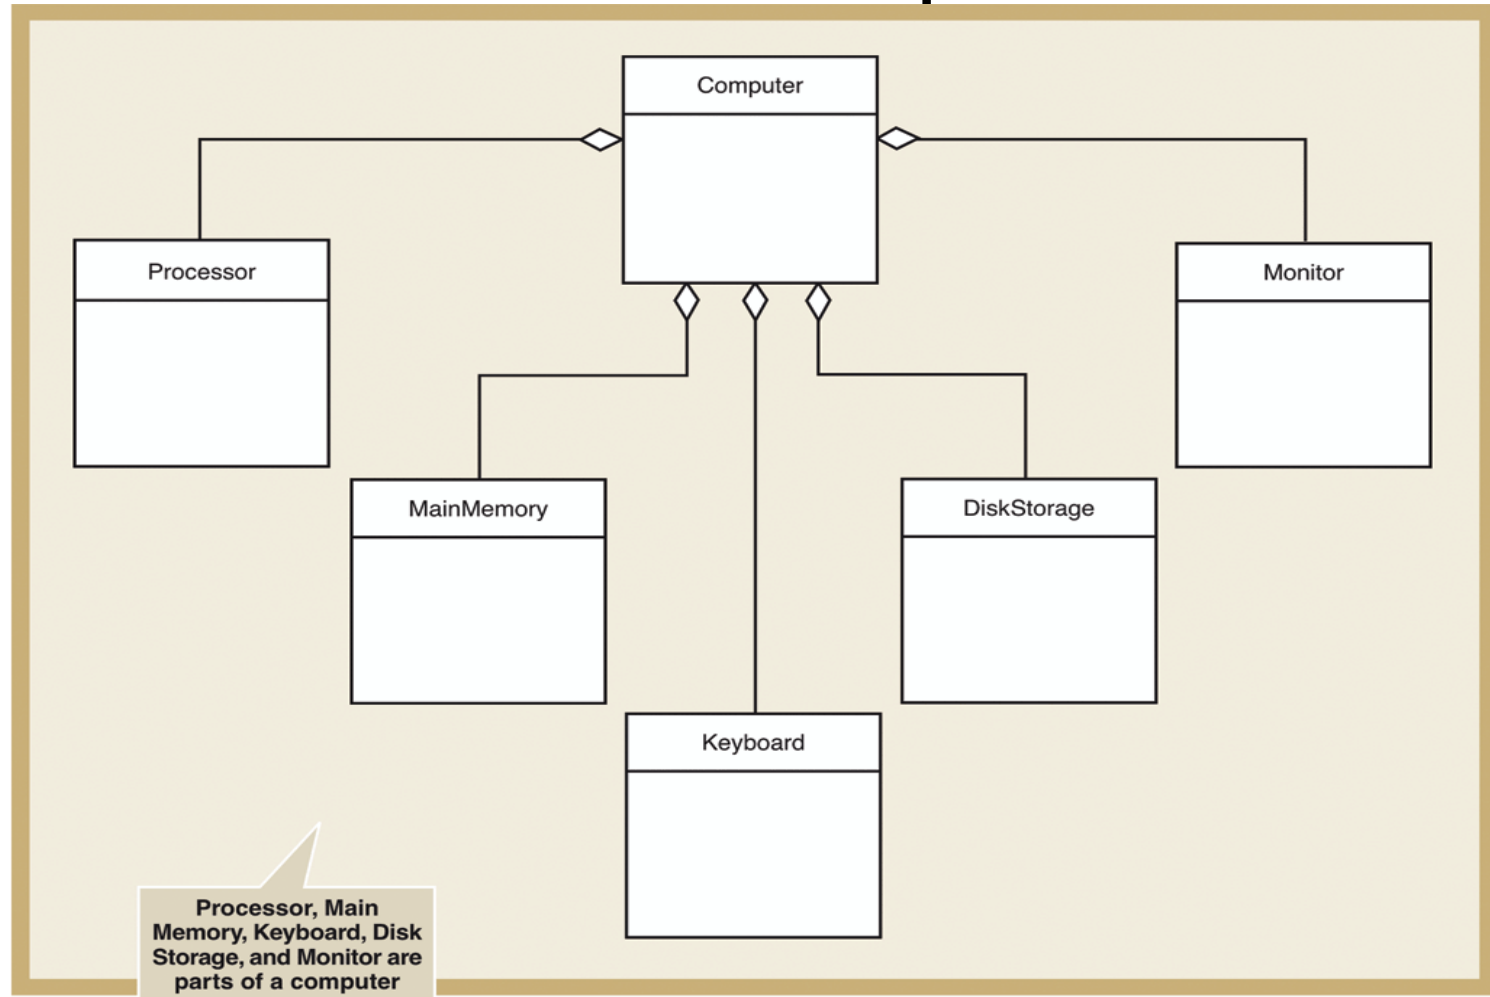 Computer
Processor
Monitor
MainMemory
DiskStorage
Keyboard
Processor, Main
Memory, Keyboard, Disk
Storage, and Monitor are
parts of a computer